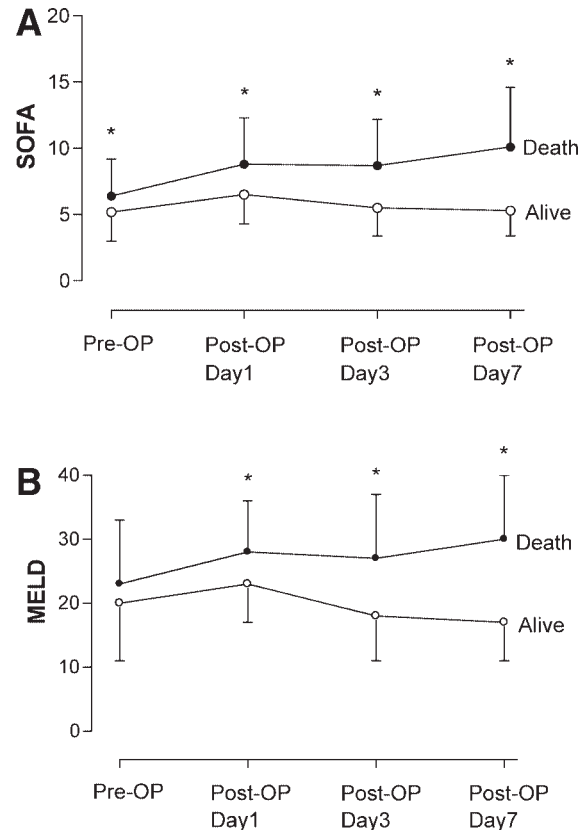 A
20
15
10
5
0
SOFA
*
*
*
*
Death
Alive
Pre-OP
Post-OP
Day1
Post-OP
Day3
Post-OP
Day7
B
40
30
20
10
0
MELD
*
*
*
Death
Alive
Pre-OP
Post-OP
Day1
Post-OP
Day3
Post-OP
Day7